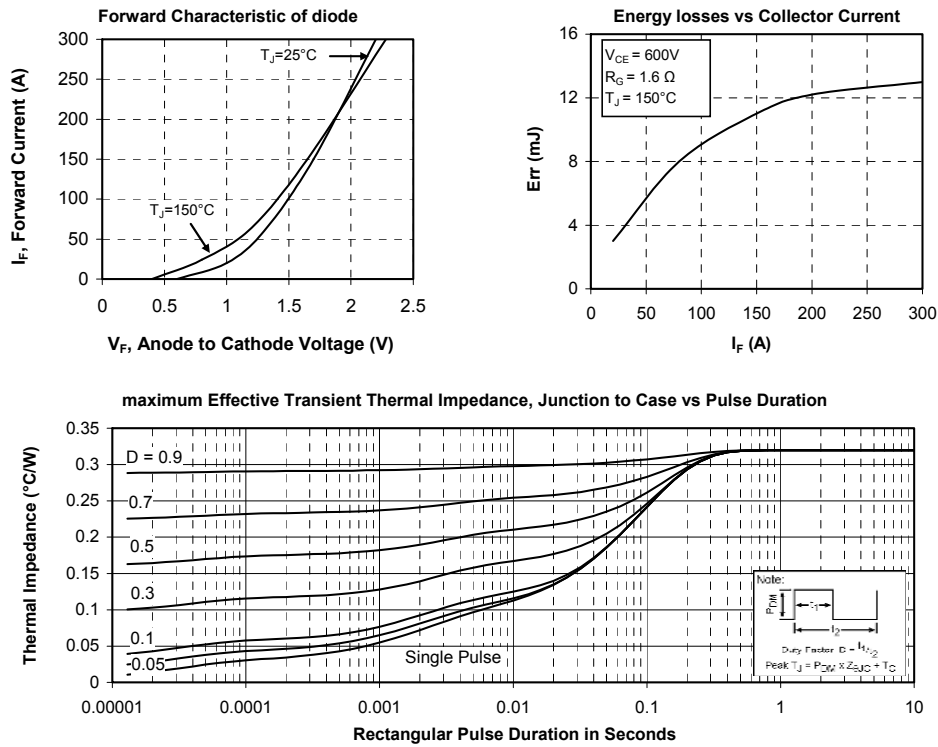 Forward Characteristic of diode
300
250
200
150
100
50
0
I_F, Forward Current (A)
T_J=25°C
T_J=150°C
0 0.5 1 1.5 2 2.5
V_F, Anode to Cathode Voltage (V)
Energy losses vs Collector Current
16
12
8
4
0
Err (mJ)
V_CE = 600V
R_G = 1.6 Ω
T_J = 150°C
0 50 100 150 200 250 300
I_F (A)
maximum Effective Transient Thermal Impedance, Junction to Case vs Pulse Duration
0.35
0.3
0.25
0.2
0.15
0.1
0.05
0
Thermal Impedance (°C/W)
D = 0.9
0.7
0.5
0.3
0.1
0.05
Single Pulse
Note:
P_DM
t_1
t_2
Duty Factor D = t_1/t_2
Peak T_J = P_DM x Z_θJC + T_C
0.00001 0.0001 0.001 0.01 0.1 1 10
Rectangular Pulse Duration in Seconds